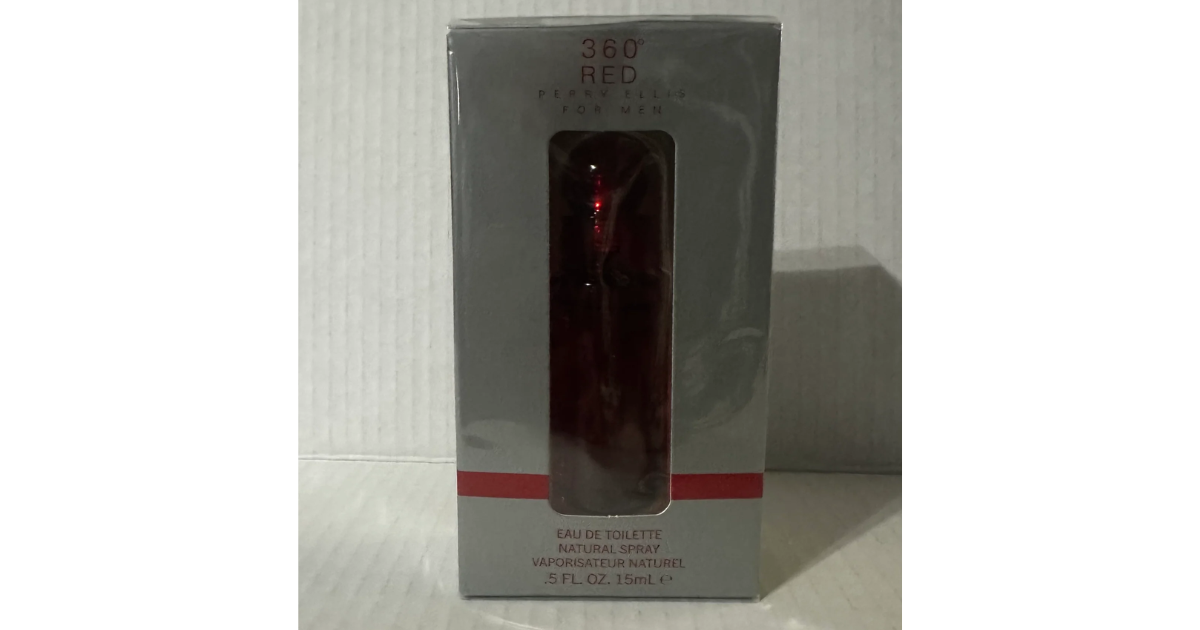 360°
RED
PERRY ELLIS
FOR MEN
EAU DE TOILETTE
NATURAL SPRAY
VAPORISATEUR NATUREL
.5 FL. OZ. 15mL ℮